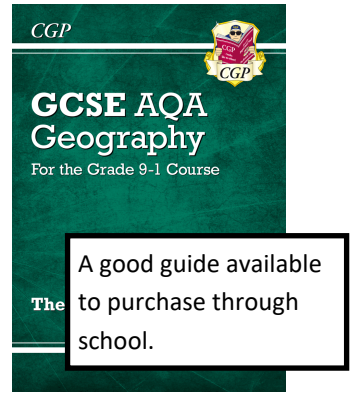 CGP
CGP
CGP
GCSE AQA
Geography
For the Grade 9-1 Course
The
A good guide available
to purchase through
school.